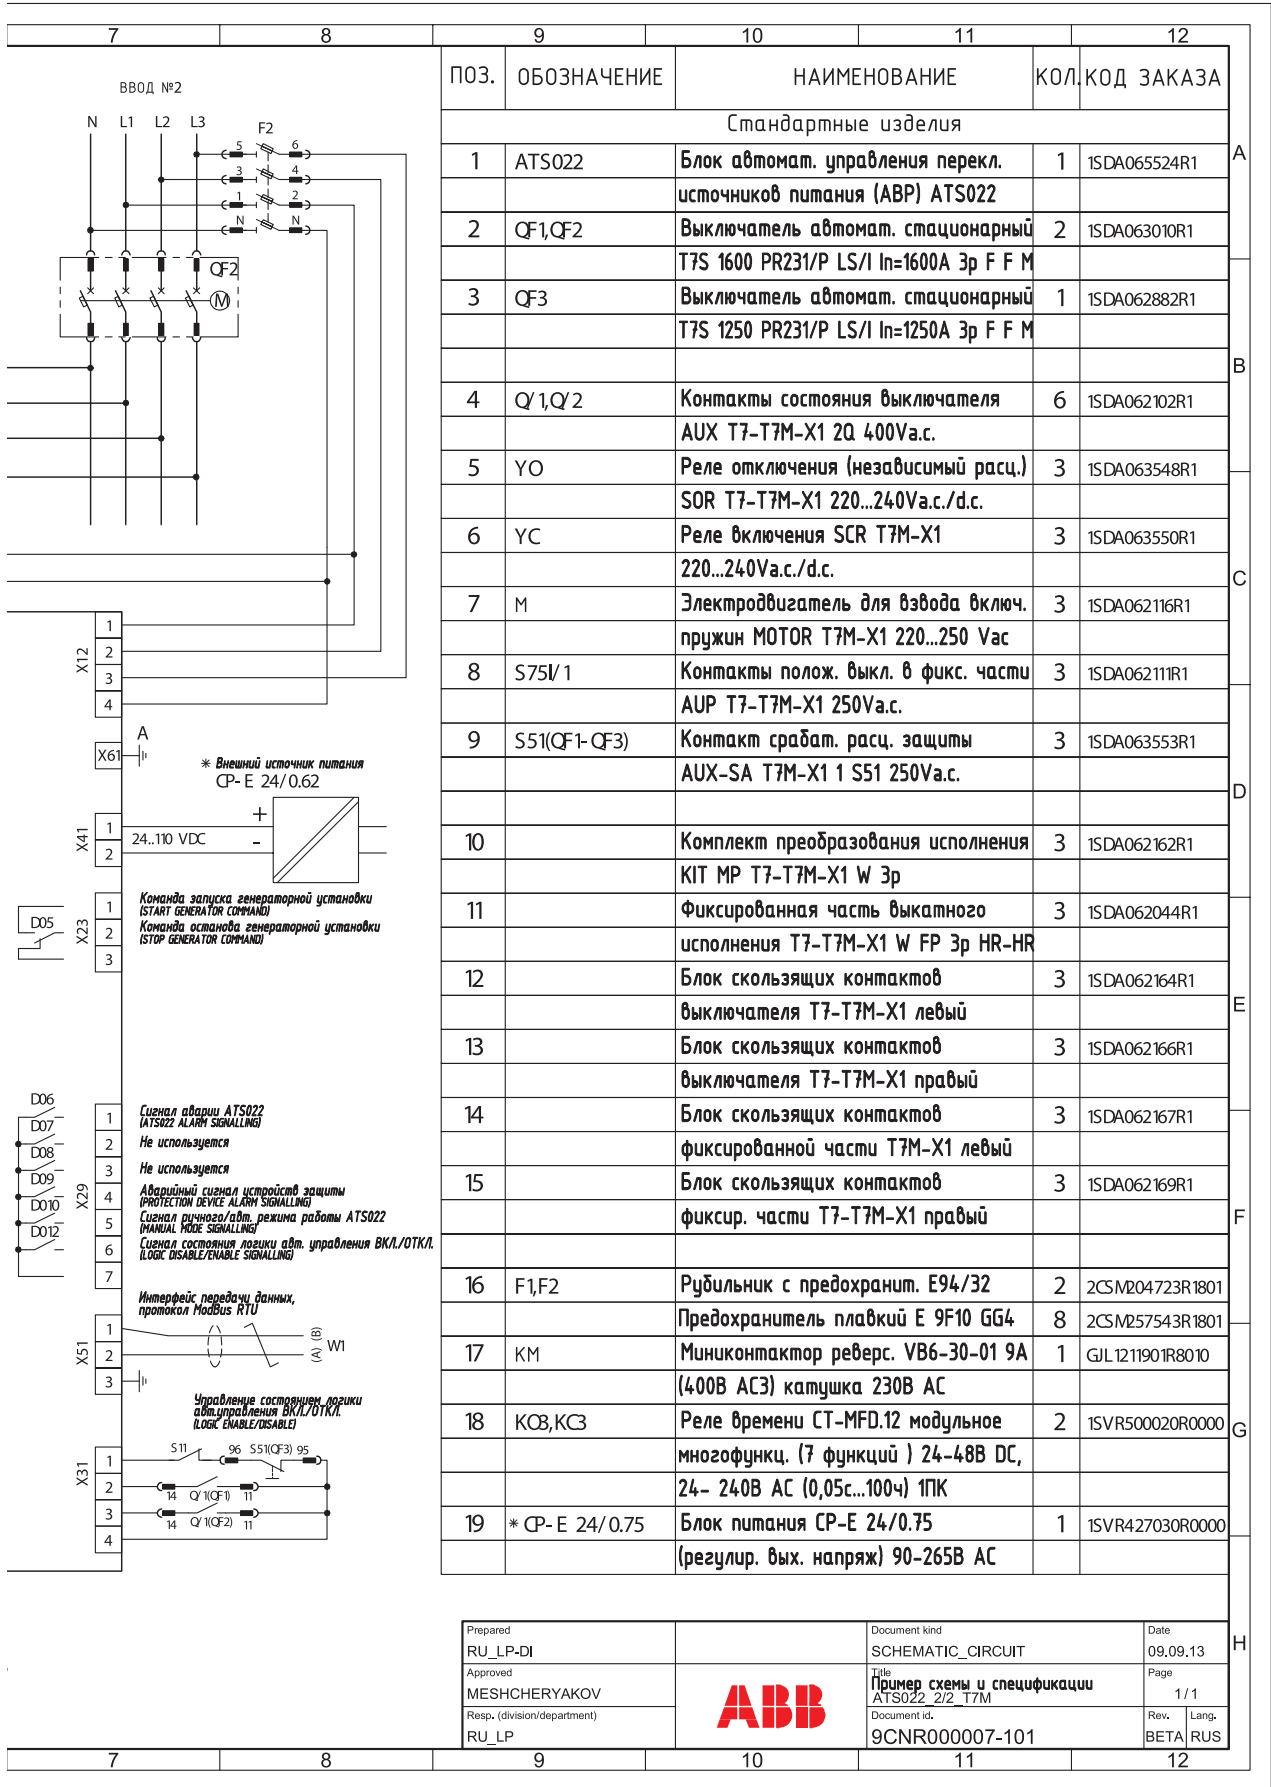 7 8 9 10 11 12
ПОЗ. ОБОЗНАЧЕНИЕ НАИМЕНОВАНИЕ КОЛ. КОД ЗАКАЗА
Стандартные изделия
1 ATS022 Блок автомат. управления перекл. 1 1SDA065524R1
источников питания (АВР) ATS022
2 QF1,QF2 Выключатель автомат. стационарный 2 1SDA063010R1
T7S 1600 PR231/P LS/I In=1600A 3p F F M
3 QF3 Выключатель автомат. стационарный 1 1SDA062882R1
T7S 1250 PR231/P LS/I In=1250A 3p F F M
4 Q/1,Q/2 Контакты состояния выключателя 6 1SDA062102R1
AUX T7-T7M-X1 2Q 400Va.c.
5 YO Реле отключения (независимый расц.) 3 1SDA063548R1
SOR T7-T7M-X1 220...240Va.c./d.c.
6 YC Реле включения SCR T7M-X1 3 1SDA063550R1
220...240Va.c./d.c.
7 M Электродвигатель для взвода включ. 3 1SDA062116R1
пружин MOTOR T7M-X1 220...250 Vac
8 S75I/1 Контакты полож. выкл. в фикс. части 3 1SDA062111R1
AUP T7-T7M-X1 250Va.c.
9 S51(QF1-QF3) Контакт срабат. расц. защиты 3 1SDA063553R1
AUX-SA T7M-X1 1 S51 250Va.c.
10 Комплект преобразования исполнения 3 1SDA062162R1
KIT MP T7-T7M-X1 W 3p
11 Фиксированная часть выкатного 3 1SDA062044R1
исполнения T7-T7M-X1 W FP 3p HR-HR
12 Блок скользящих контактов 3 1SDA062164R1
выключателя T7-T7M-X1 левый
13 Блок скользящих контактов 3 1SDA062166R1
выключателя T7-T7M-X1 правый
14 Блок скользящих контактов 3 1SDA062167R1
фиксированной части T7M-X1 левый
15 Блок скользящих контактов 3 1SDA062169R1
фиксир. части T7-T7M-X1 правый
16 F1,F2 Рубильник с предохранит. E94/32 2 2CSM204723R1801
Предохранитель плавкий E 9F10 GG4 8 2CSM257543R1801
17 KM Миниконтактор реверс. VB6-30-01 9A 1 GJL1211901R8010
(400В АС3) катушка 230В АС
18 KC8,KC3 Реле времени CT-MFD.12 модульное 2 1SVR500020R0000
многофункц. (7 функций ) 24-48В DC,
24- 240В AC (0,05с...100ч) 1ПК
19 * CP-E 24/0.75 Блок питания CP-E 24/0.75 1 1SVR427030R0000
(регулир. вых. напряж) 90-265В AC
ВВОД №2
N L1 L2 L3 F2
5 6
3 4
1 2
N N
QF2
M
X12
1
2
3
4
X61 A
* Внешний источник питания
CP-E 24/0.62
X41
1 24..110 VDC +
2 -
X23
D05
1 Команда запуска генераторной установки
(START GENERATOR COMMAND)
2 Команда останова генераторной установки
(STOP GENERATOR COMMAND)
3
X29
D06
D07
D08
D09
D010
D012
1 Сигнал аварии ATS022
(ATS022 ALARM SIGNALLING)
2 Не используется
3 Не используется
4 Аварийный сигнал устройств защиты
(PROTECTION DEVICE ALARM SIGNALLING)
5 Сигнал ручного/авт. режима работы ATS022
(MANUAL MODE SIGNALLING)
6 Сигнал состояния логики авт. управления ВКЛ./ОТКЛ.
(LOGIC DISABLE/ENABLE SIGNALLING)
7
Интерфейс передачи данных,
протокол ModBus RTU
X51
1 (B)
2 (A) W1
3
Управление состоянием логики
авт.управления ВКЛ./ОТКЛ.
(LOGIC ENABLE/DISABLE)
X31
1 S11 96 S51(QF3) 95
2 14 Q/1(QF1) 11
3 14 Q/1(QF2) 11
4
A
B
C
D
E
F
G
H
Prepared
RU_LP-DI
Approved
MESHCHERYAKOV
Resp. (division/department)
RU_LP
ABB
Document kind
SCHEMATIC_CIRCUIT
Title
Пример схемы и спецификации
ATS022_2/2_T7M
Document id.
9CNR000007-101
Date
09.09.13
Page
1/1
Rev. Lang.
BETA RUS
7 8 9 10 11 12